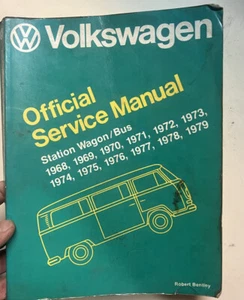 Volkswagen
Official
Service Manual
Station Wagon/Bus
1968, 1969, 1970, 1971, 1972, 1973,
1974, 1975, 1976, 1977, 1978, 1979
Robert Bentley